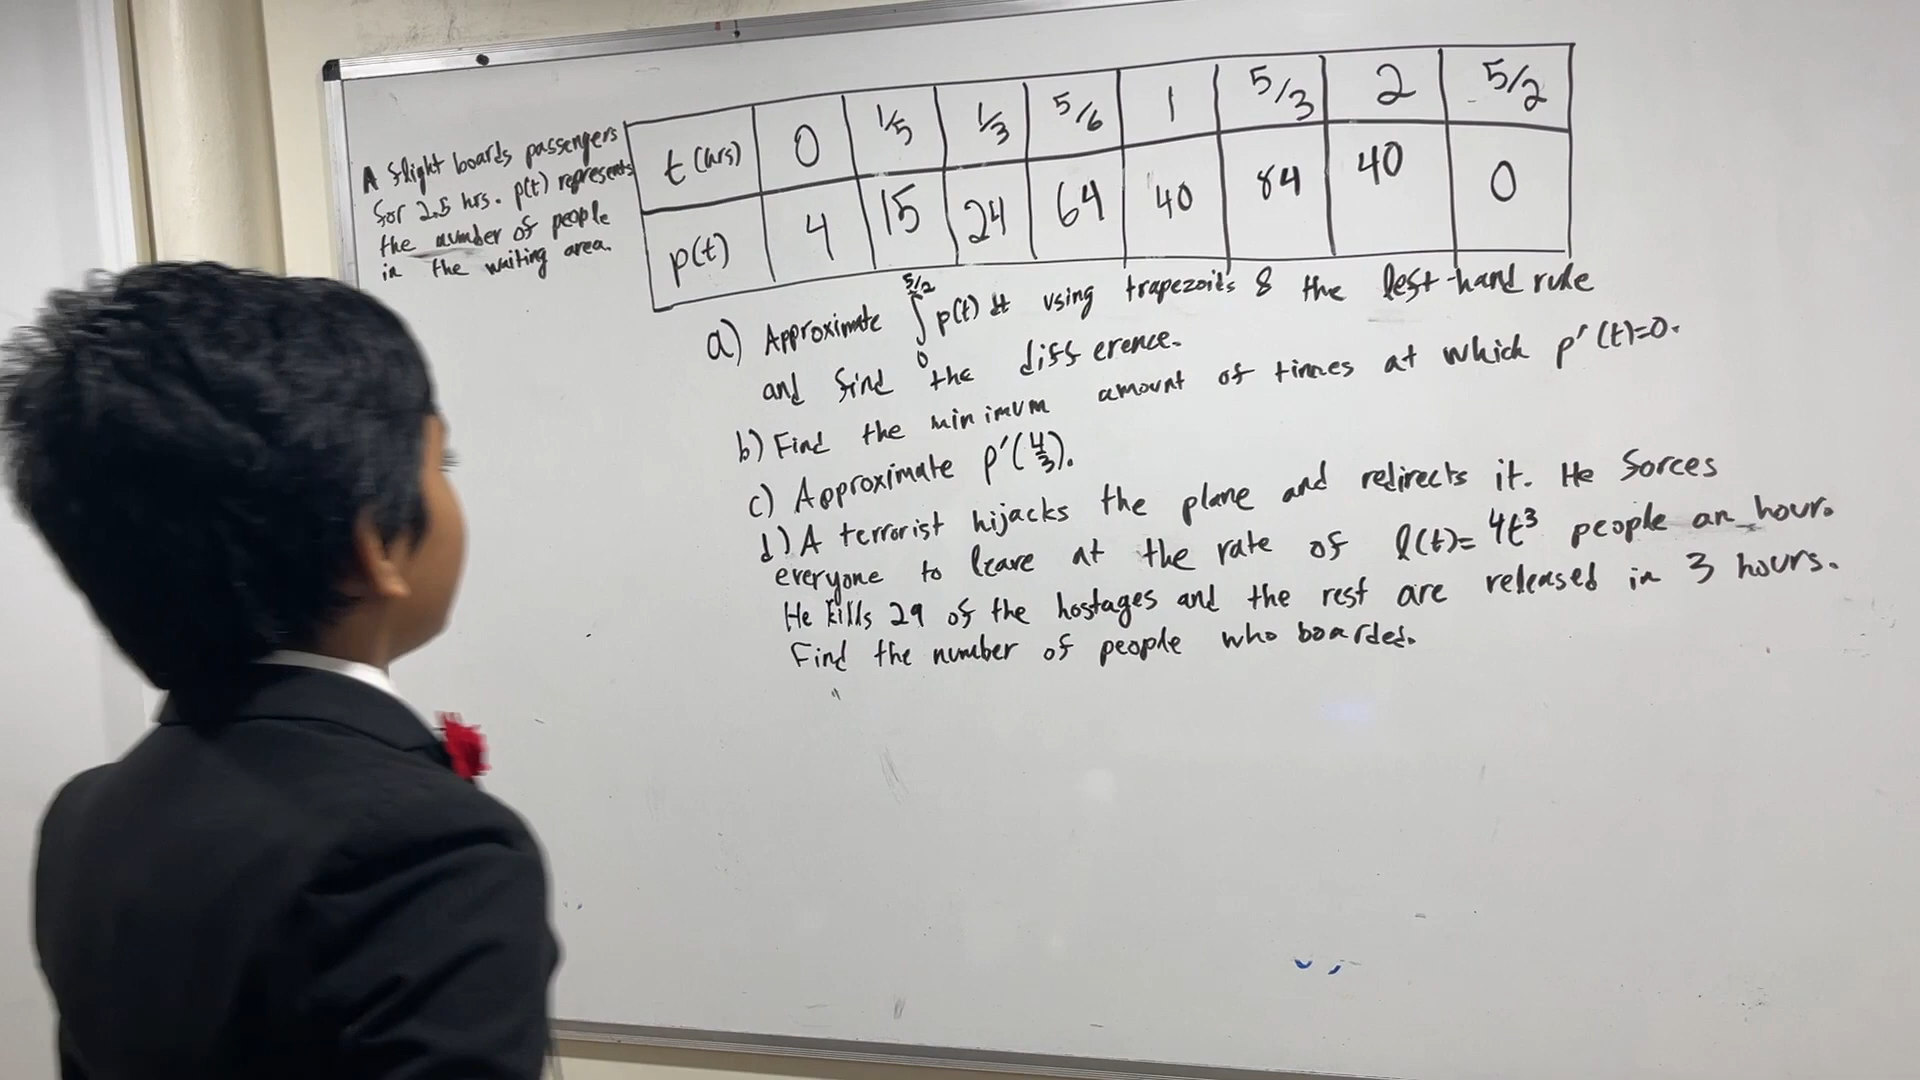 A flight boards passengers
for 2.5 hrs. p(t) represents
the number of people
in the waiting area.
t (hrs) 0 1/5 1/3 5/6 1 5/3 2 5/2
p(t) 4 15 24 64 40 84 40 0
a) Approximate ∫₀^5/2 p(t) dt using trapezoids & the left-hand rule
and find the difference.
b) Find the minimum amount of times at which p'(t)=0.
c) Approximate p'(4/3).
d) A terrorist hijacks the plane and redirects it. He forces
everyone to leave at the rate of l(t)= 4t³ people an hour.
He kills 29 of the hostages and the rest are released in 3 hours.
Find the number of people who boarded.